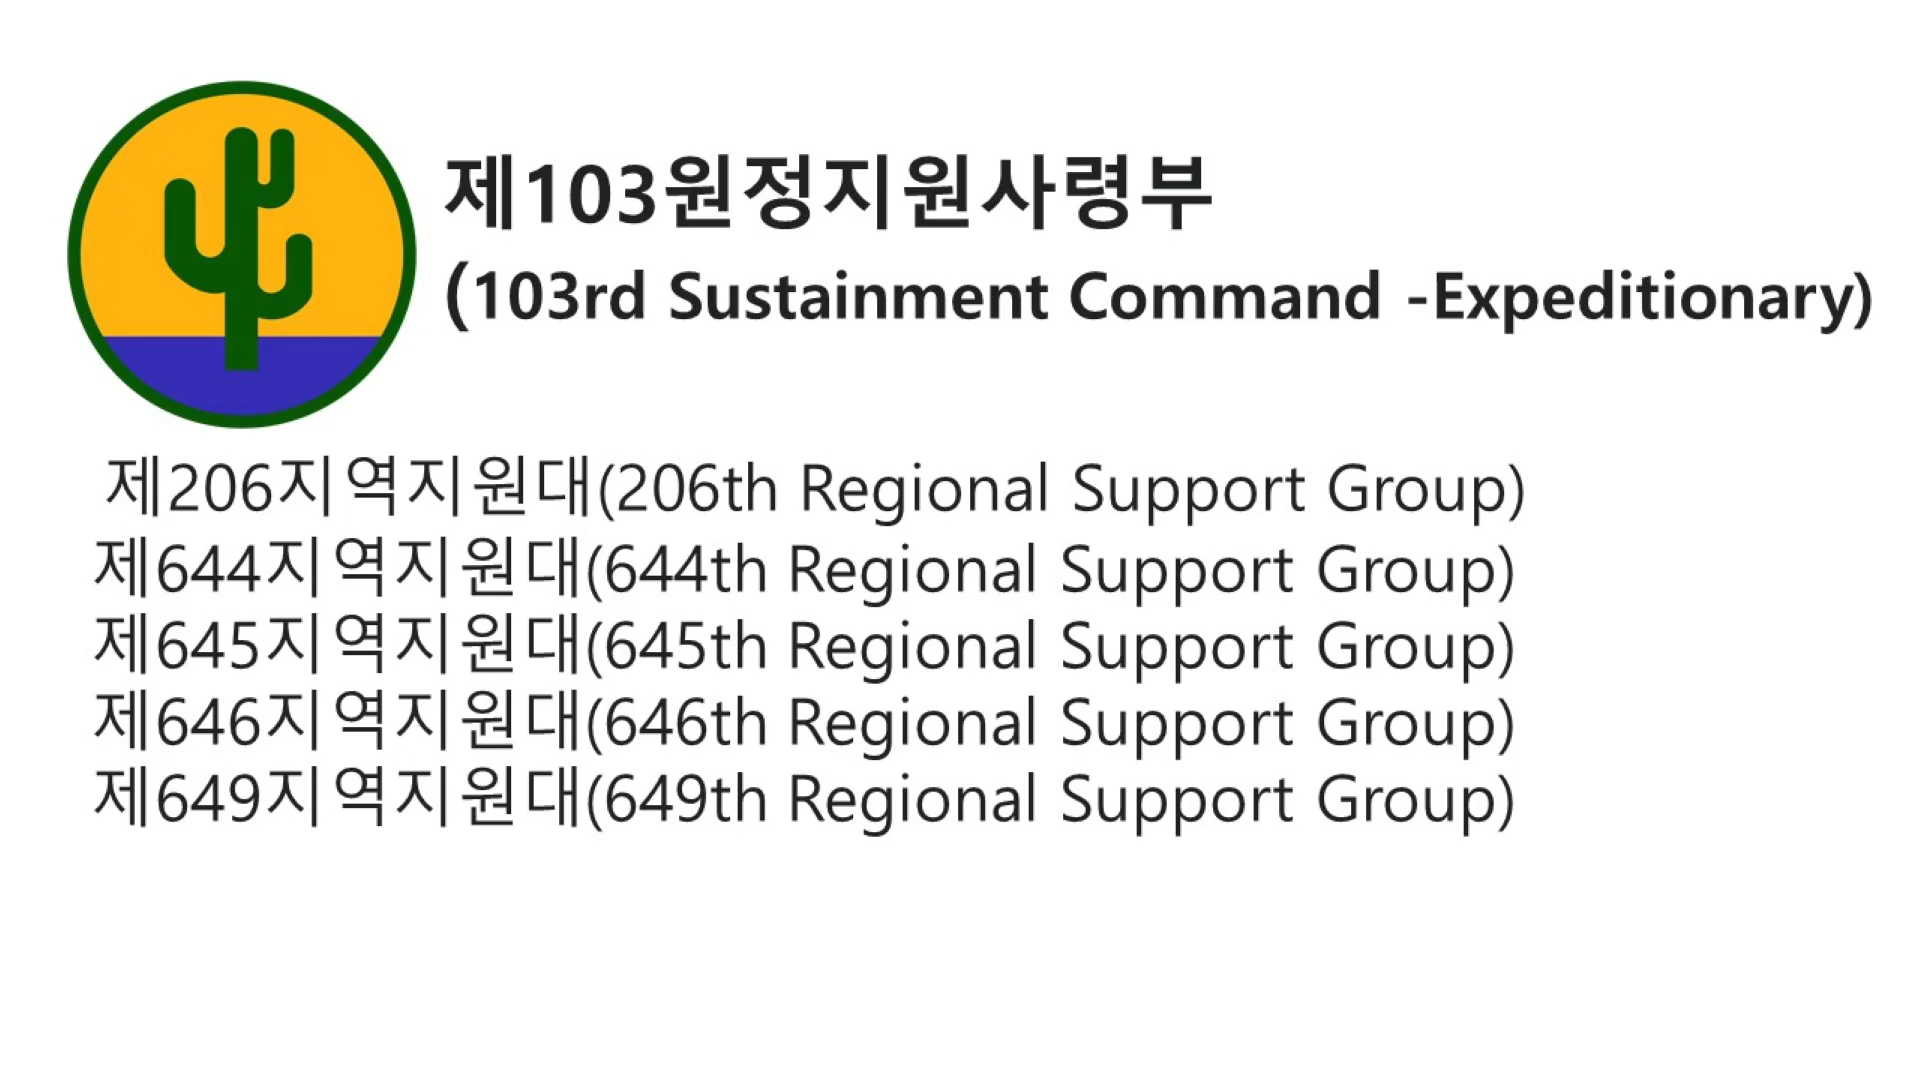 제103원정지원사령부
(103rd Sustainment Command -Expeditionary)
제206지역지원대(206th Regional Support Group)
제644지역지원대(644th Regional Support Group)
제645지역지원대(645th Regional Support Group)
제646지역지원대(646th Regional Support Group)
제649지역지원대(649th Regional Support Group)